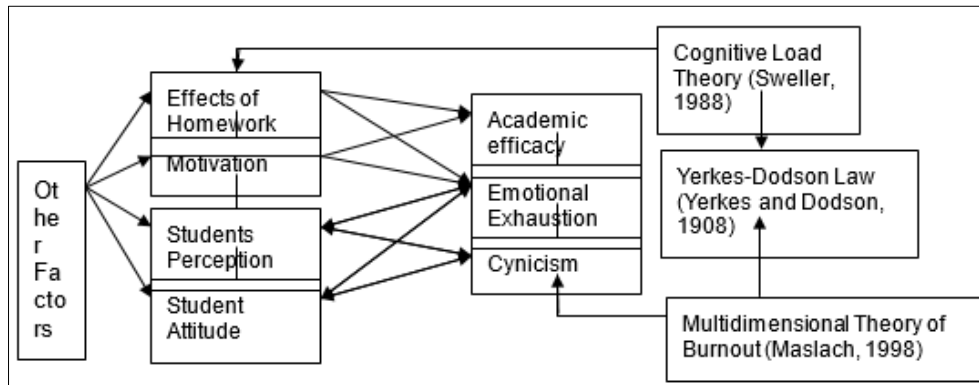 Ot
he
r
Fa
cto
rs
Effects of
Homework
Motivation
Students
Perception
Student
Attitude
Academic
efficacy
Emotional
Exhaustion
Cynicism
Cognitive Load
Theory (Sweller,
1988)
Yerkes-Dodson Law
(Yerkes and Dodson,
1908)
Multidimensional Theory of
Burnout (Maslach, 1998)